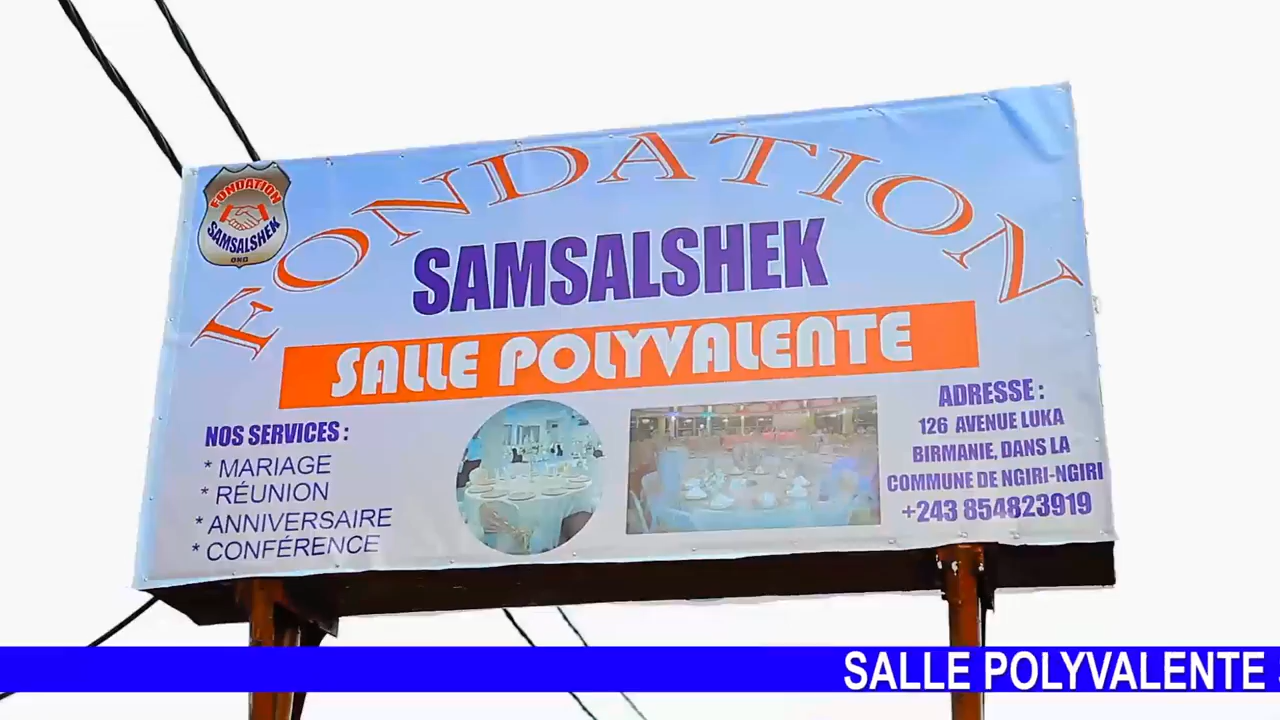 FONDATION
SAMSALSHEK
ONG
FONDATION
SAMSALSHEK
SALLE POLYVALENTE
NOS SERVICES :
* MARIAGE
* RÉUNION
* ANNIVERSAIRE
* CONFÉRENCE
ADRESSE :
126 AVENUE LUKA
BIRMANIE, DANS LA
COMMUNE DE NGIRI-NGIRI
+243 854823919
SALLE POLYVALENTE